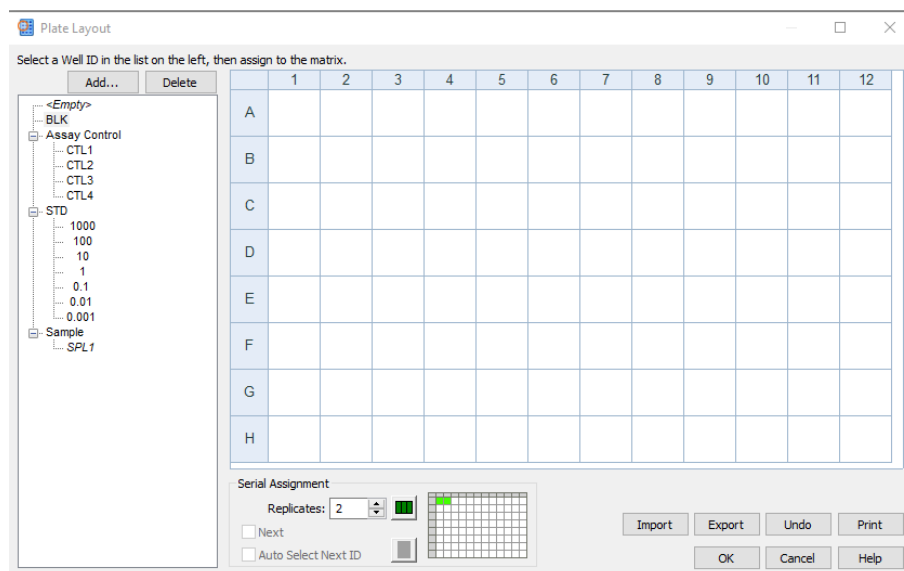 Plate Layout
Select a Well ID in the list on the left, then assign to the matrix.
Add... Delete
1 2 3 4 5 6 7 8 9 10 11 12
<Empty>
BLK
Assay Control
CTL1
CTL2
CTL3
CTL4
STD
1000
100
10
1
0.1
0.01
0.001
Sample
SPL1
A
B
C
D
E
F
G
H
Serial Assignment
Replicates: 2
Next
Auto Select Next ID
Import Export Undo Print
OK Cancel Help